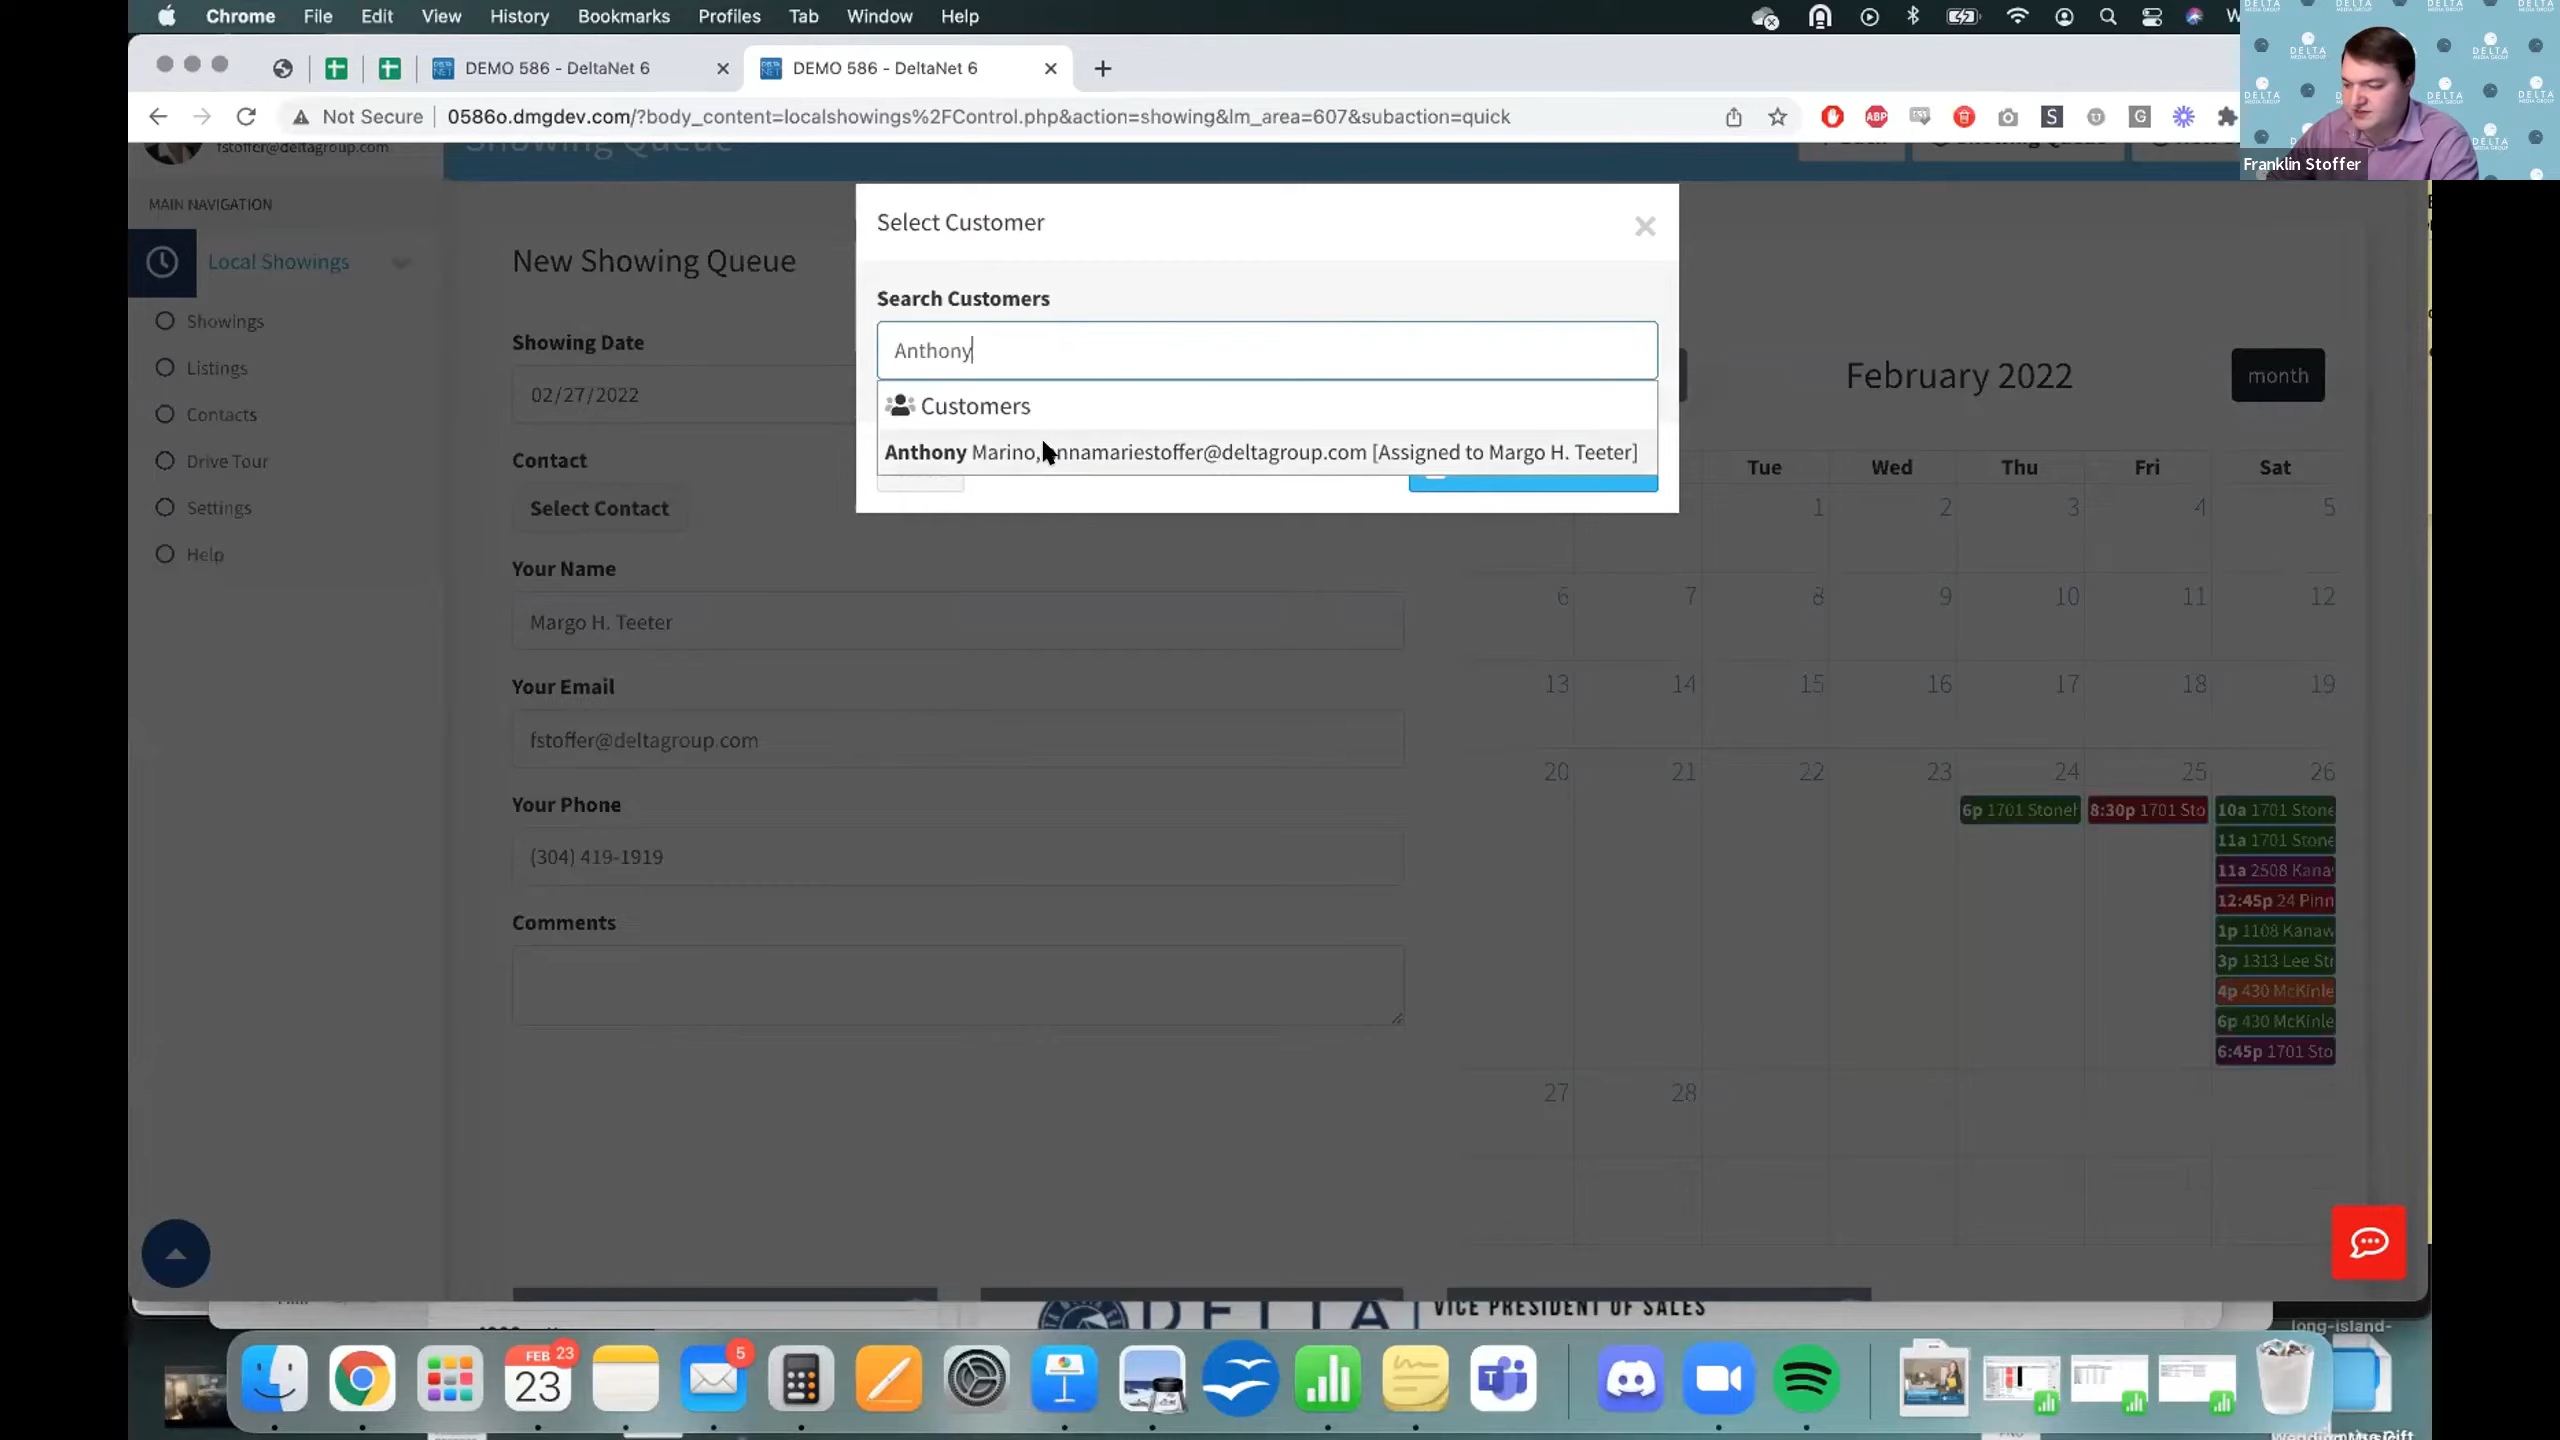 Chrome File Edit View History Bookmarks Profiles Tab Window Help
DEMO 586 - DeltaNet 6
DEMO 586 - DeltaNet 6
Not Secure
0586o.dmgdev.com/?body_content=localshowings%2FControl.php&action=showing&lm_area=607&subaction=quick
Franklin Stoffer
fstoffer@deltagroup.com
Showing Queue
MAIN NAVIGATION
Local Showings
Showings
Listings
Contacts
Drive Tour
Settings
Help
New Showing Queue
Showing Date
02/27/2022
Contact
Select Contact
Your Name
Margo H. Teeter
Your Email
fstoffer@deltagroup.com
Your Phone
(304) 419-1919
Comments
Select Customer
Search Customers
Anthony
Customers
Anthony Marino, nnamariestoffer@deltagroup.com [Assigned to Margo H. Teeter]
February 2022
month
Tue Wed Thu Fri Sat
1 2 3 4 5
6 7 8 9 10 11 12
13 14 15 16 17 18 19
20 21 22 23 24 25 26
6p 1701 Stoneh
8:30p 1701 Sto
10a 1701 Stone
11a 1701 Stone
11a 2508 Kana
12:45p 24 Pinn
1p 1108 Kanaw
3p 1313 Lee Str
4p 430 McKinle
6p 430 McKinle
6:45p 1701 Sto
27 28
DELTA
VICE PRESIDENT OF SALES
long-island-
FEB 23
23
5